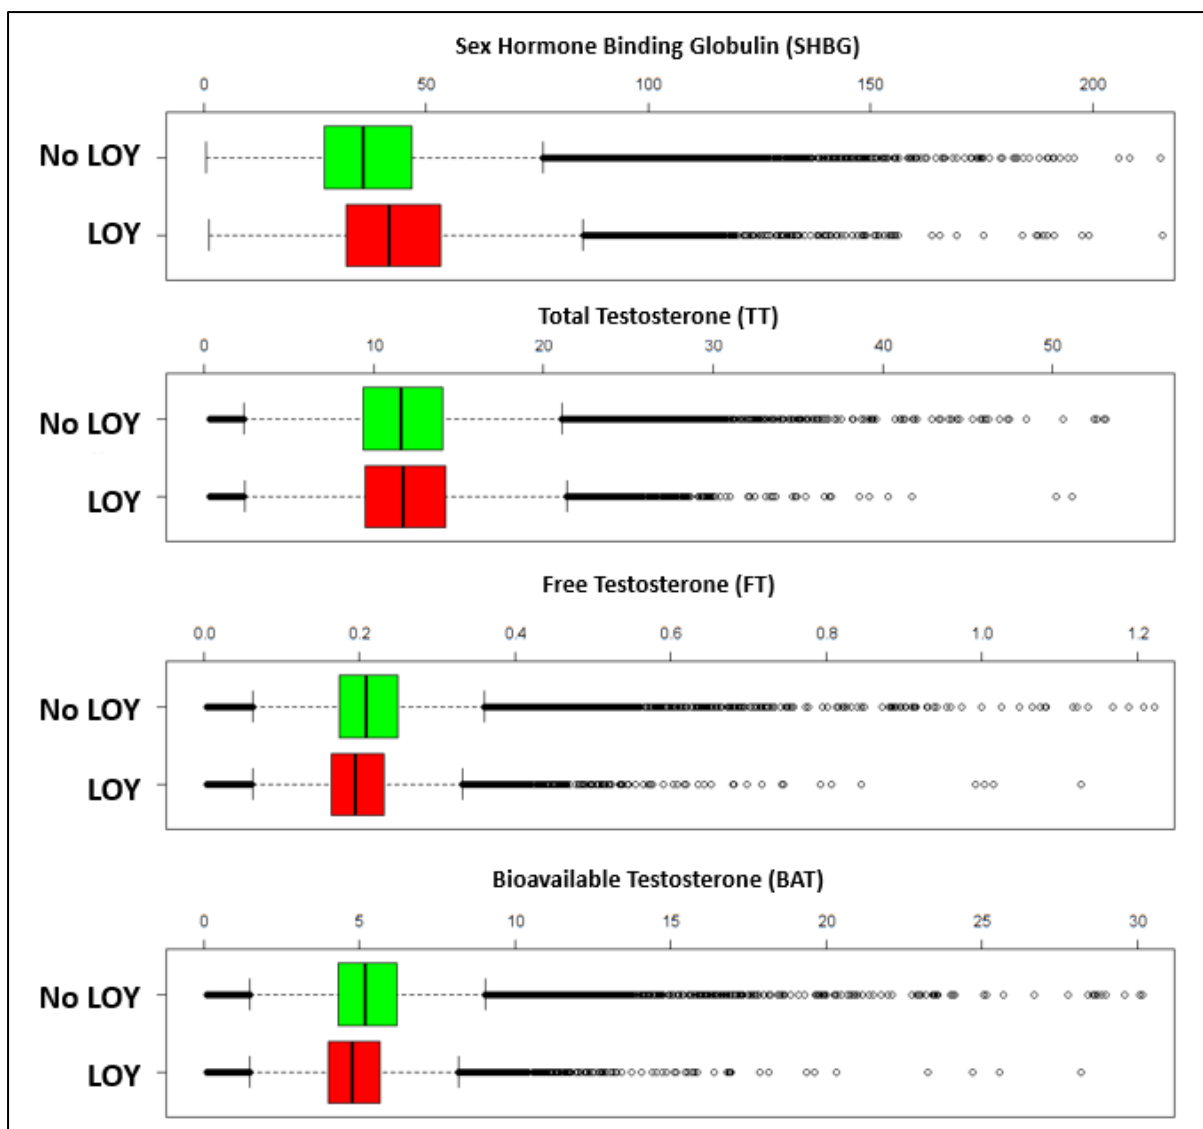 Sex Hormone Binding Globulin (SHBG)
0 50 100 150 200
No LOY
LOY
Total Testosterone (TT)
0 10 20 30 40 50
No LOY
LOY
Free Testosterone (FT)
0.0 0.2 0.4 0.6 0.8 1.0 1.2
No LOY
LOY
Bioavailable Testosterone (BAT)
0 5 10 15 20 25 30
No LOY
LOY